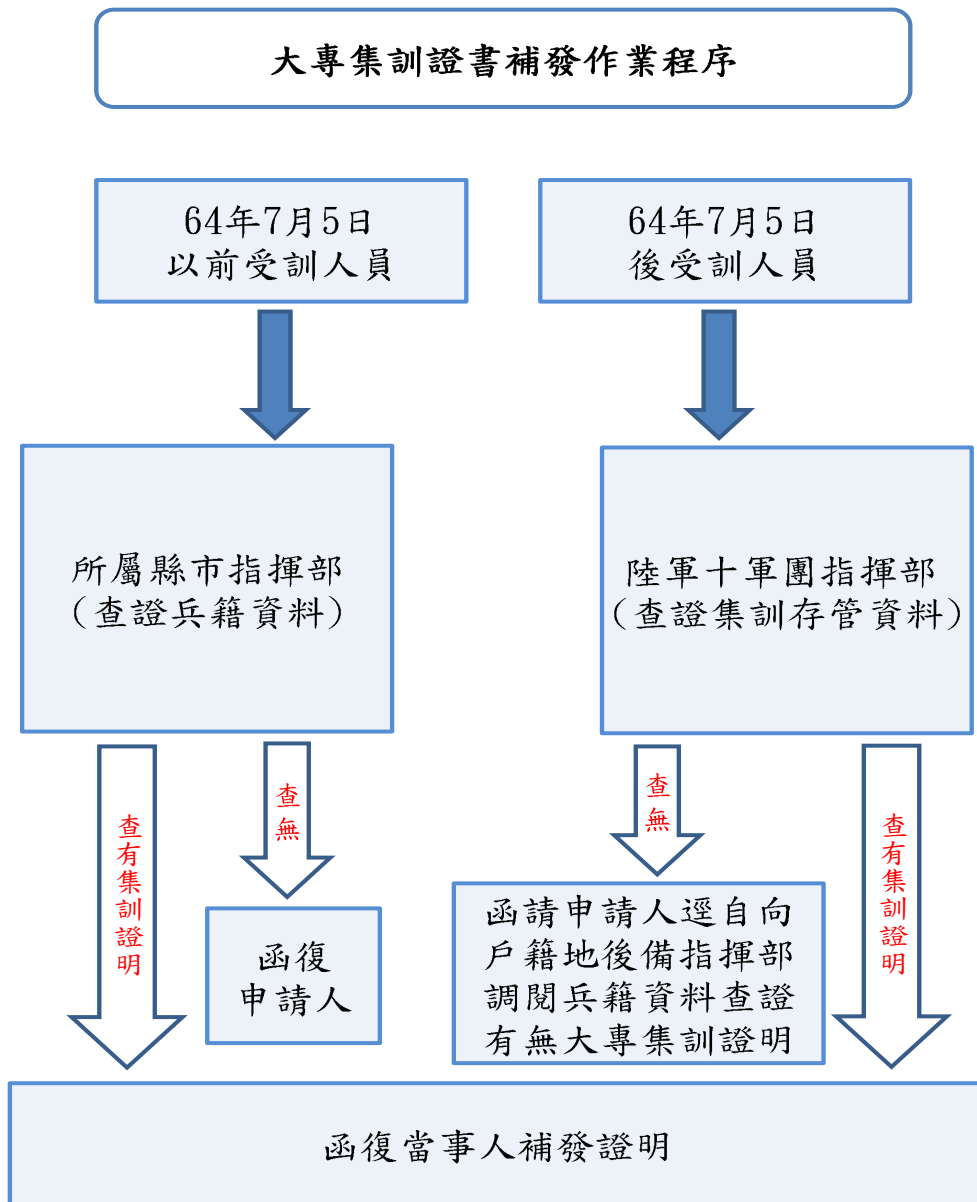 大專集訓證書補發作業程序
64年7月5日
以前受訓人員
64年7月5日
後受訓人員
所屬縣市指揮部
(查證兵籍資料)
陸軍十軍團指揮部
(查證集訓存管資料)
查有集訓證明
查無
查無
查有集訓證明
函復
申請人
函請申請人逕自向
戶籍地後備指揮部
調閱兵籍資料查證
有無大專集訓證明
函復當事人補發證明